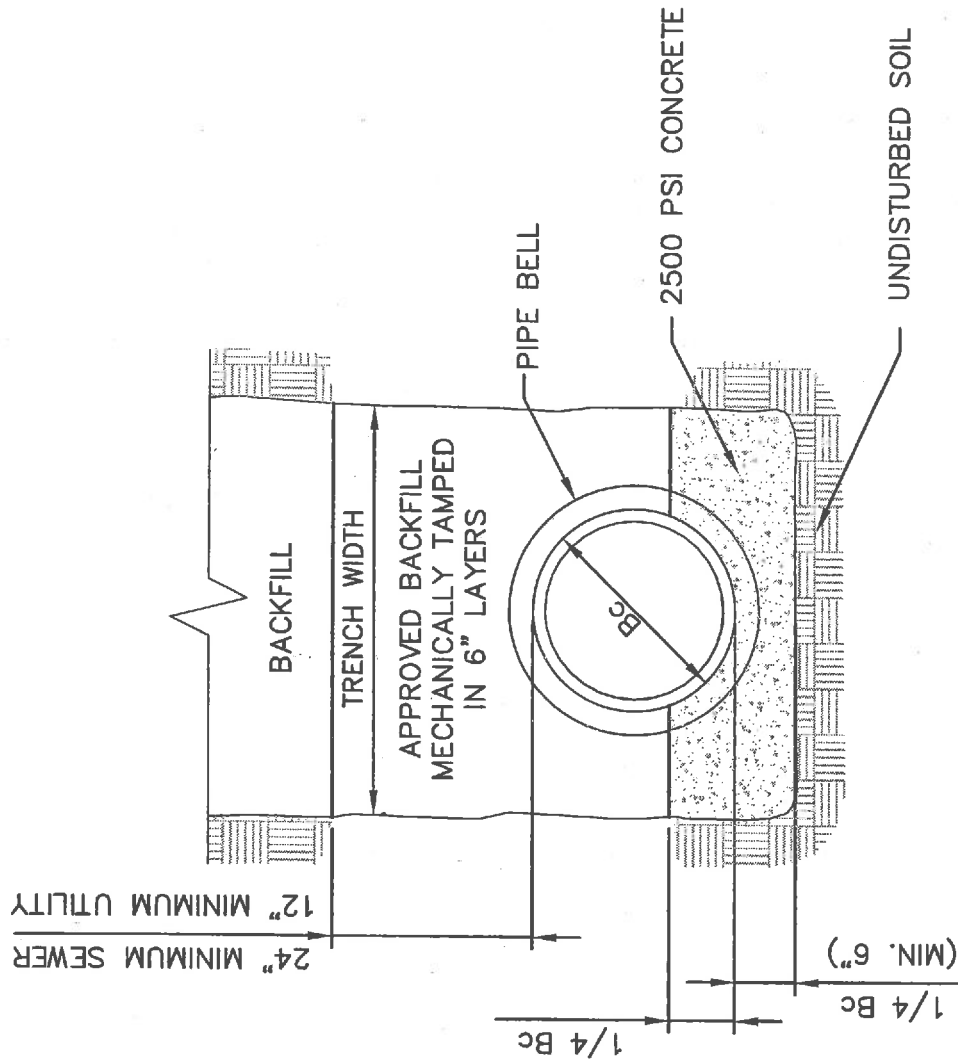 BACKFILL
TRENCH WIDTH
APPROVED BACKFILL
MECHANICALLY TAMPED
IN 6" LAYERS
Bc
PIPE BELL
2500 PSI CONCRETE
UNDISTURBED SOIL
24" MINIMUM SEWER
12" MINIMUM UTILITY
1/4 Bc
1/4 Bc
(MIN. 6")